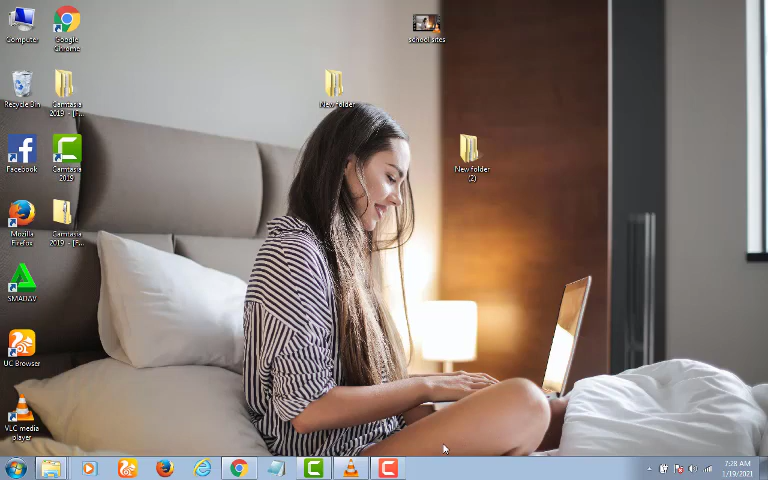 Computer
Google
Chrome
school sites
Recycle Bin
Camtasia
2019 - [F...
New folder
Facebook
Camtasia
2019
New folder
(2)
Mozilla
Firefox
Camtasia
2019 - [F...
SMADAV
UC Browser
VLC media
player
7:28 AM
1/19/2021